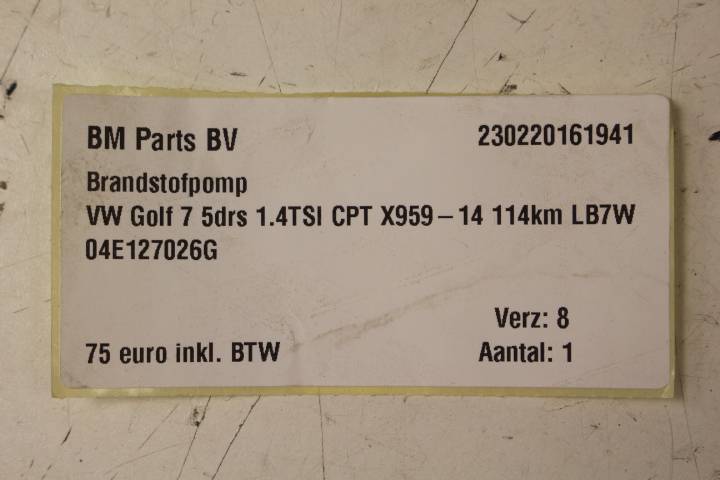 BM Parts BV 230220161941
Brandstofpomp
VW Golf 7 5drs 1.4TSI CPT X959-14 114km LB7W
04E127026G
Verz: 8
75 euro inkl. BTW Aantal: 1